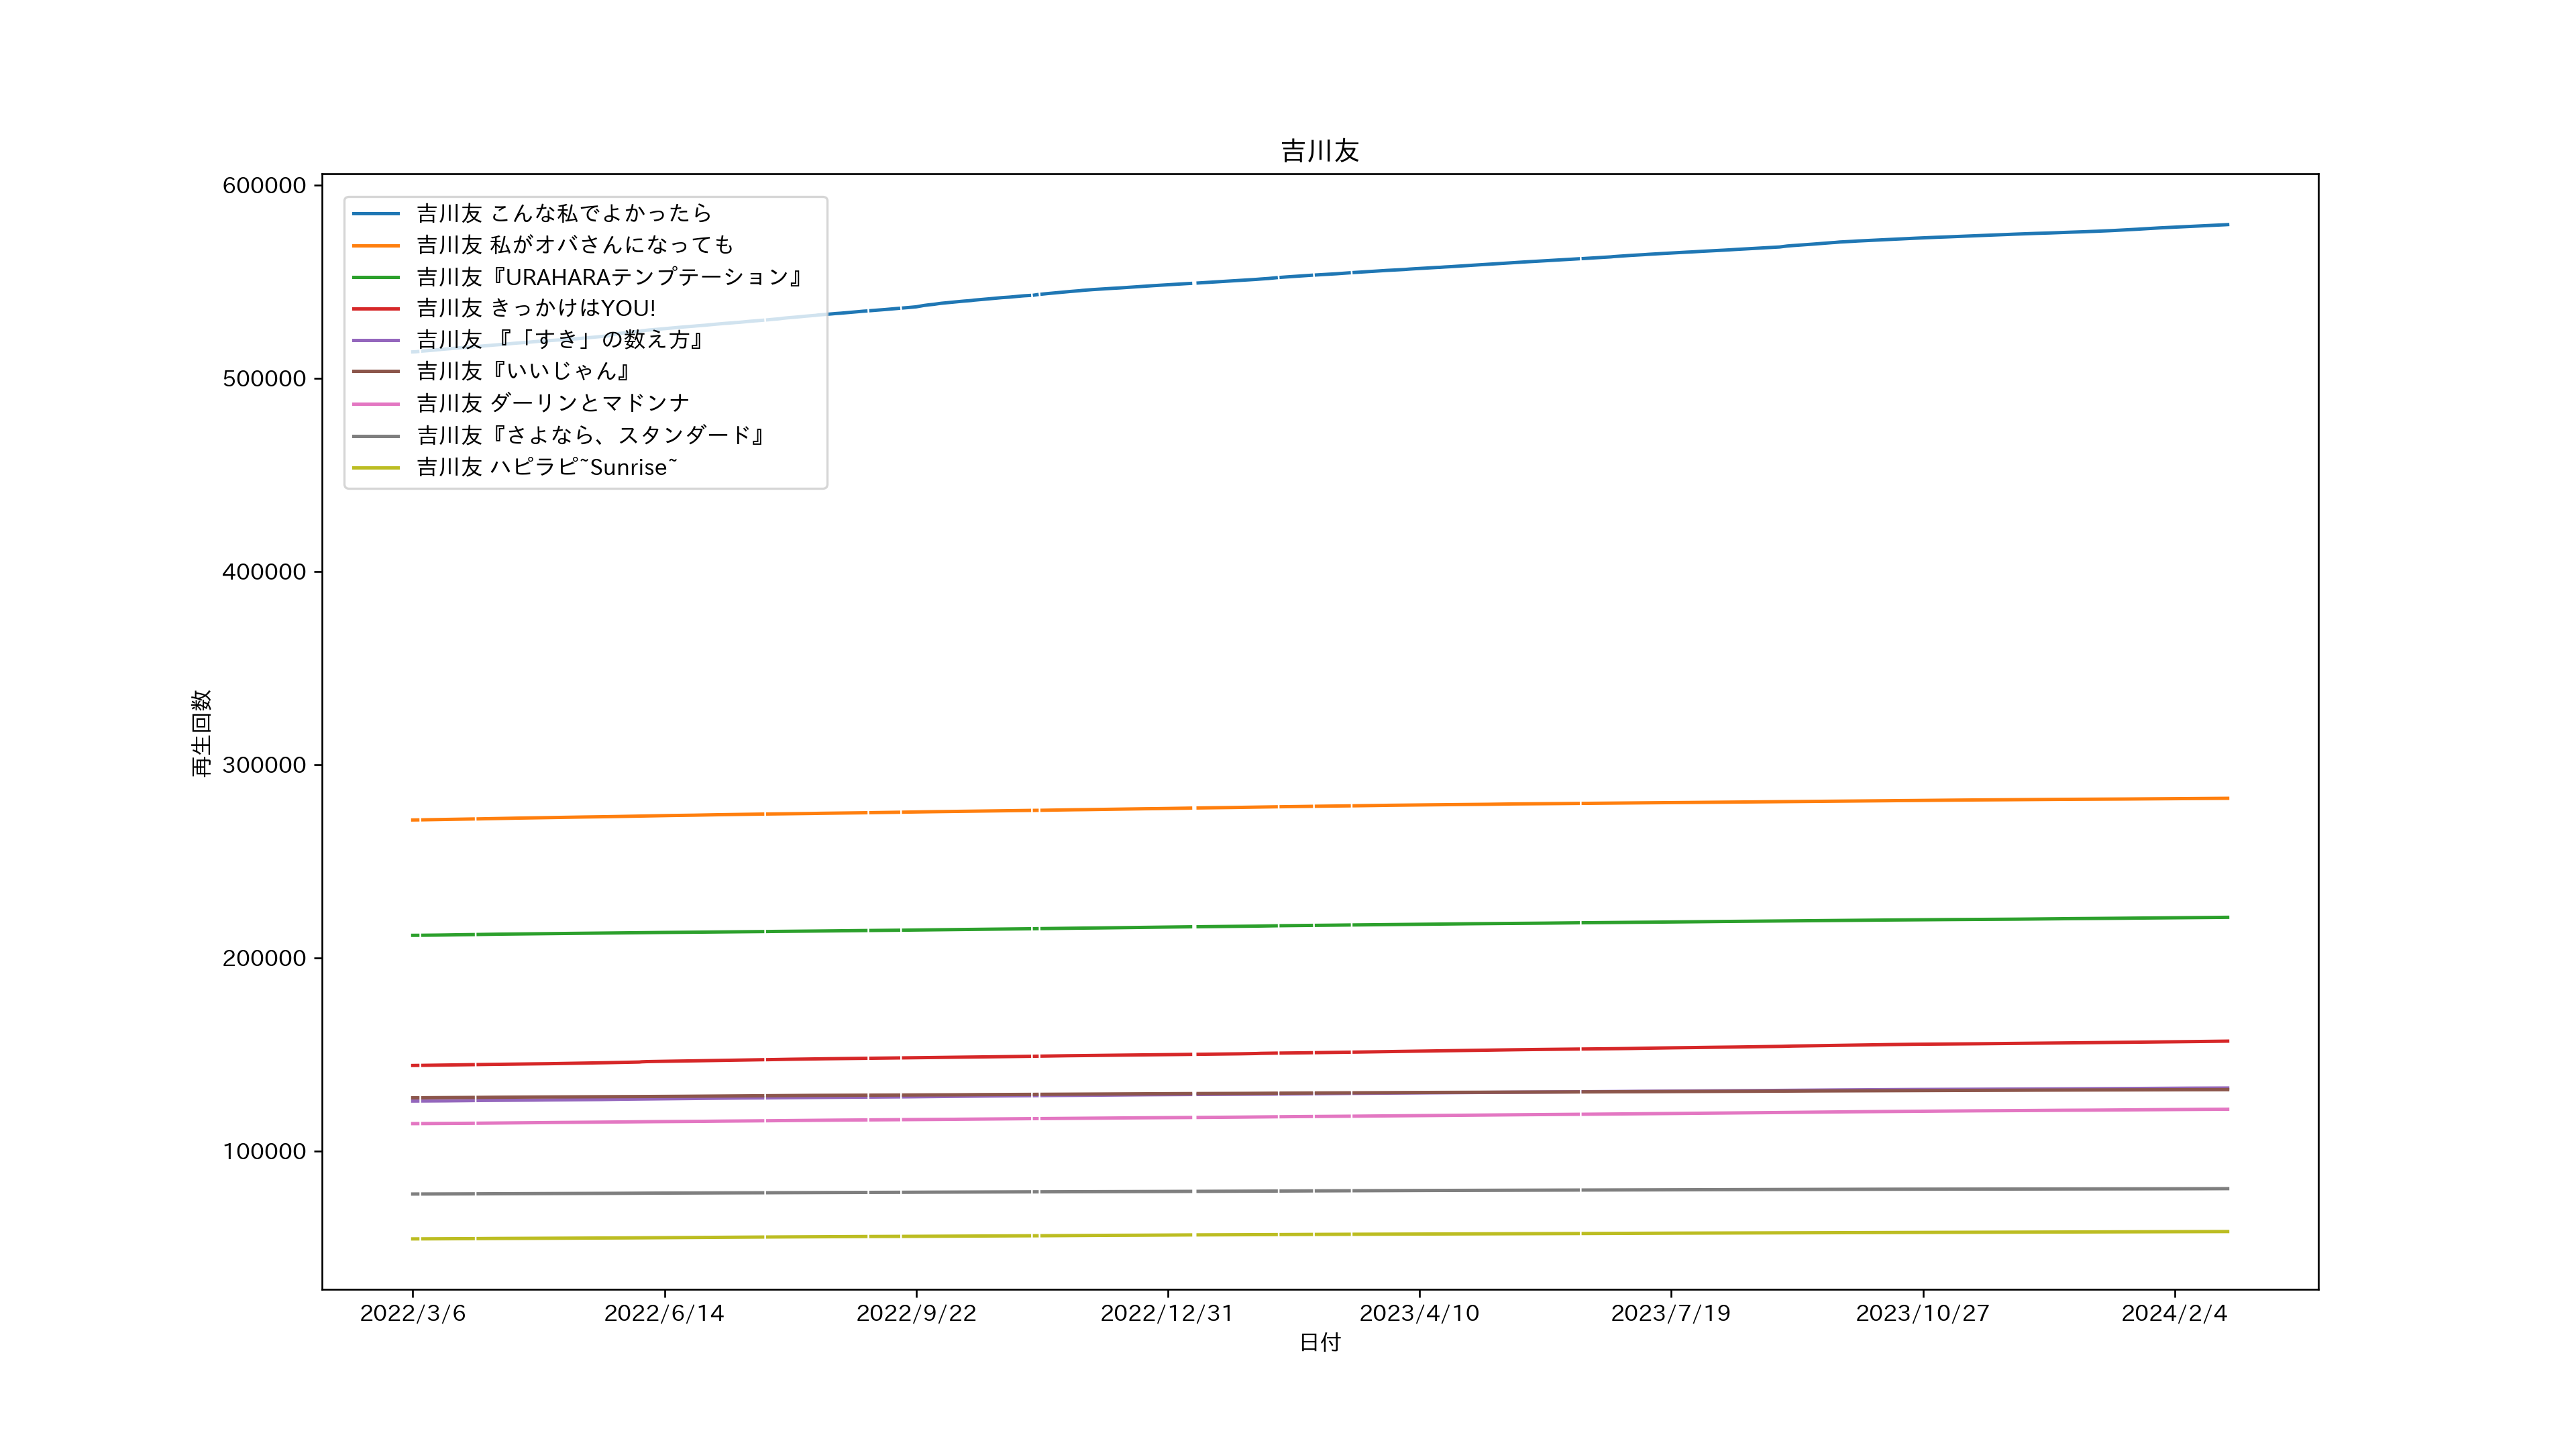 吉川友
600000
500000
400000
300000
200000
100000
再生回数
吉川友 こんな私でよかったら
吉川友 私がオバさんになっても
吉川友『URAHARAテンプテーション』
吉川友 きっかけはYOU!
吉川友 『「すき」の数え方』
吉川友『いいじゃん』
吉川友 ダーリンとマドンナ
吉川友『さよなら、スタンダード』
吉川友 ハピラピ~Sunrise~
2022/3/6 2022/6/14 2022/9/22 2022/12/31 2023/4/10 2023/7/19 2023/10/27 2024/2/4
日付